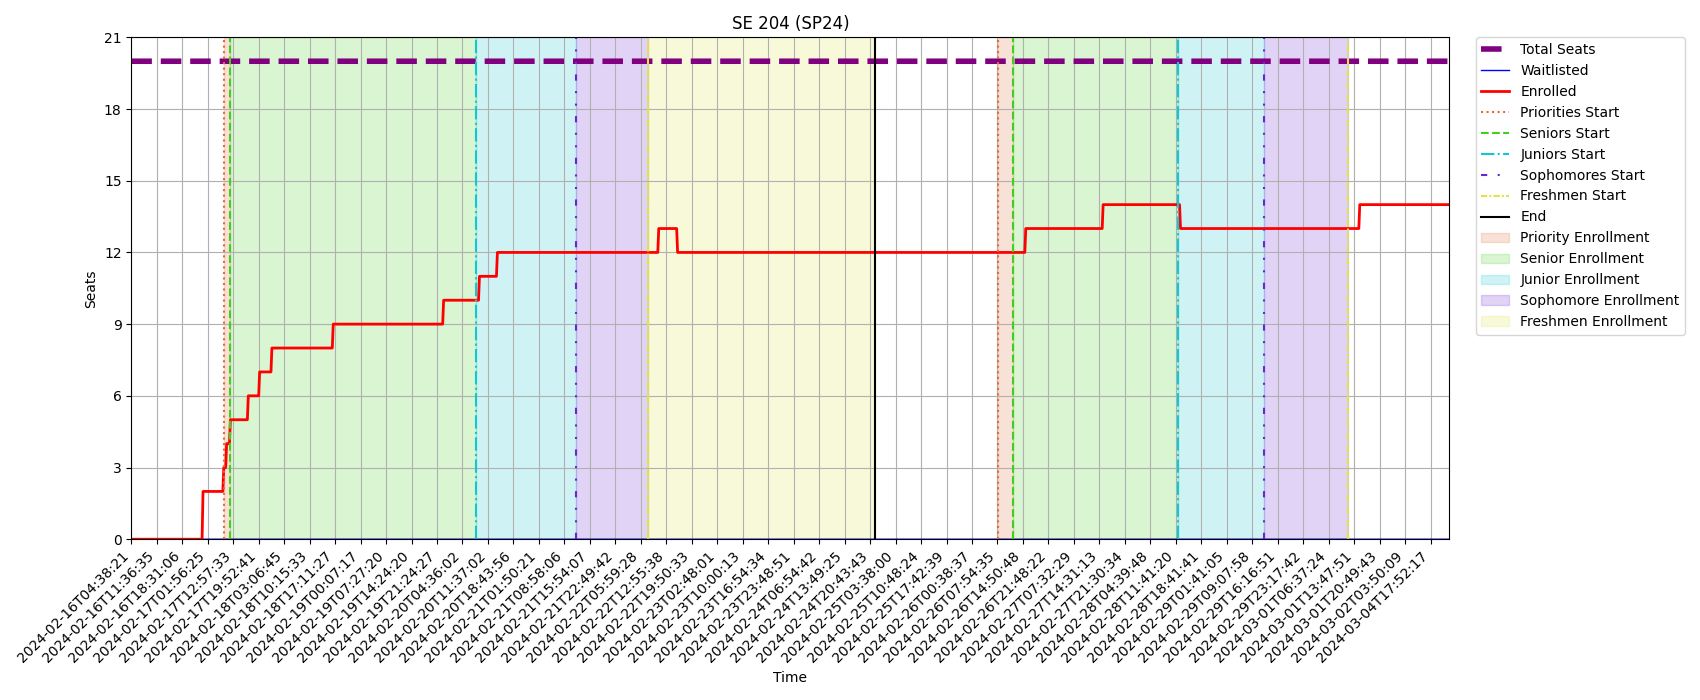 SE 204 (SP24)
21
18
15
12
9
6
3
0
Seats
2024-02-16T04:38:21
2024-02-16T11:36:35
2024-02-16T18:31:06
2024-02-17T01:56:23
2024-02-17T12:57:33
2024-02-17T19:52:41
2024-02-18T03:06:45
2024-02-18T10:15:33
2024-02-18T17:11:27
2024-02-19T00:07:17
2024-02-19T07:27:20
2024-02-19T14:24:20
2024-02-19T21:24:27
2024-02-20T04:36:02
2024-02-20T11:37:02
2024-02-20T18:43:56
2024-02-21T01:50:21
2024-02-21T08:58:06
2024-02-21T15:54:07
2024-02-21T22:49:42
2024-02-22T05:59:28
2024-02-22T12:55:38
2024-02-22T19:50:33
2024-02-23T02:48:01
2024-02-23T10:00:13
2024-02-23T16:54:34
2024-02-23T23:48:51
2024-02-24T06:54:42
2024-02-24T13:49:25
2024-02-24T20:43:43
2024-02-25T03:38:00
2024-02-25T10:48:24
2024-02-25T17:42:39
2024-02-26T00:38:37
2024-02-26T07:54:35
2024-02-26T14:50:48
2024-02-26T21:48:22
2024-02-27T07:32:29
2024-02-27T14:31:13
2024-02-27T21:30:34
2024-02-28T04:39:48
2024-02-28T11:41:20
2024-02-28T18:41:41
2024-02-29T01:41:05
2024-02-29T09:07:58
2024-02-29T16:16:51
2024-02-29T23:17:42
2024-03-01T06:37:24
2024-03-01T13:47:51
2024-03-01T20:49:43
2024-03-02T03:50:09
2024-03-04T17:52:17
Time
Total Seats
Waitlisted
Enrolled
Priorities Start
Seniors Start
Juniors Start
Sophomores Start
Freshmen Start
End
Priority Enrollment
Senior Enrollment
Junior Enrollment
Sophomore Enrollment
Freshmen Enrollment